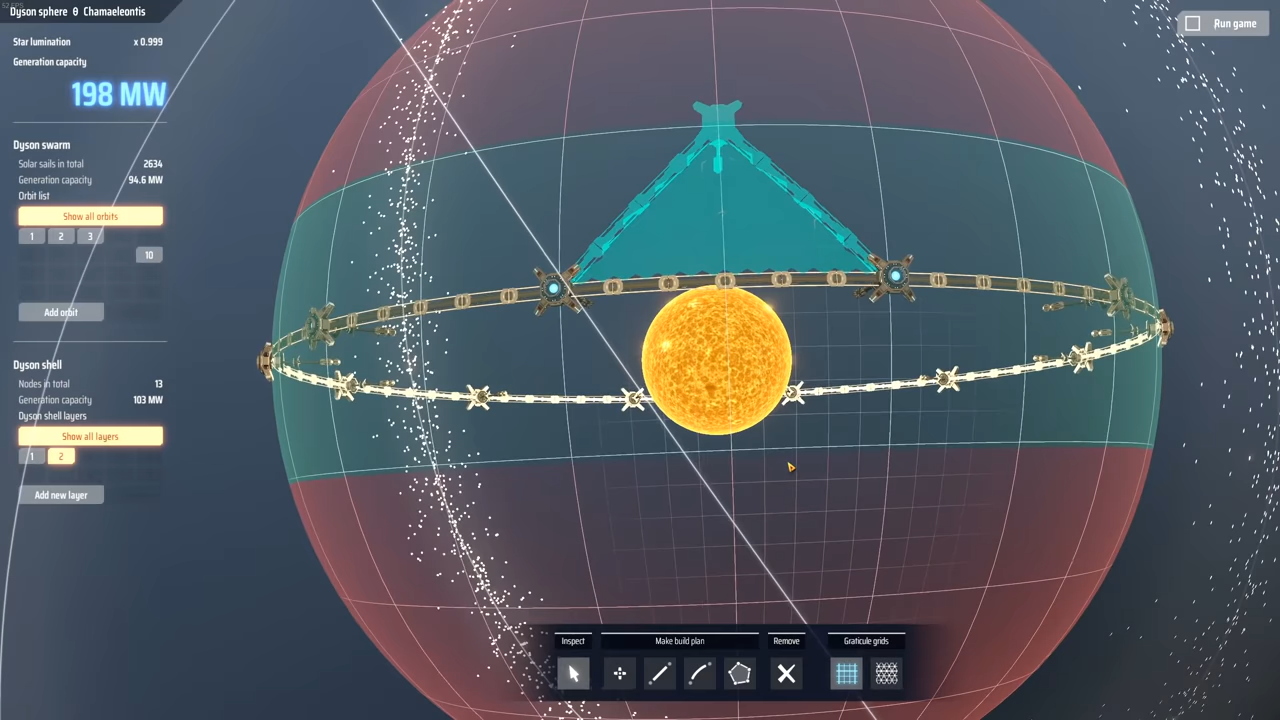 52 FPS
Dyson sphere θ Chamaeleontis
Star lumination x 0.999
Generation capacity
198 MW
Dyson swarm
Solar sails in total 2634
Generation capacity 94.6 MW
Orbit list
Show all orbits
1 2 3
10
Add orbit
Dyson shell
Nodes in total 13
Generation capacity 103 MW
Dyson shell layers
Show all layers
1 2
Add new layer
Run game
Inspect Make build plan Remove Graticule grids